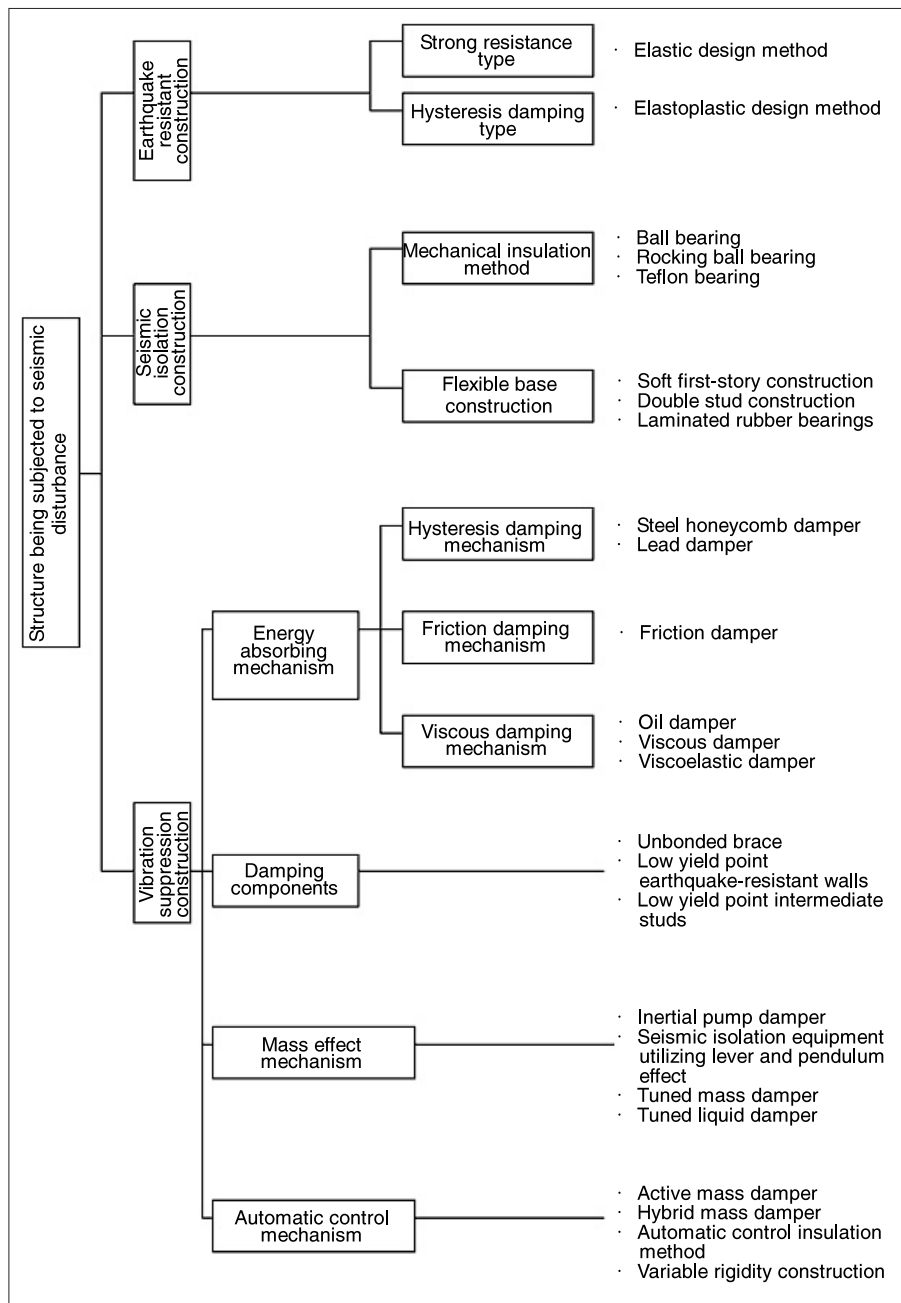 Structure being subjected to seismic
disturbance
Earthquake
resistant
construction
Strong resistance
type
· Elastic design method
Hysteresis damping
type
· Elastoplastic design method
Seismic
isolation
construction
Mechanical insulation
method
· Ball bearing
· Rocking ball bearing
· Teflon bearing
Flexible base
construction
· Soft first-story construction
· Double stud construction
· Laminated rubber bearings
Vibration
suppression
construction
Energy
absorbing
mechanism
Hysteresis damping
mechanism
· Steel honeycomb damper
· Lead damper
Friction damping
mechanism
· Friction damper
Viscous damping
mechanism
· Oil damper
· Viscous damper
· Viscoelastic damper
Damping
components
· Unbonded brace
· Low yield point
earthquake-resistant walls
· Low yield point intermediate
studs
Mass effect
mechanism
· Inertial pump damper
· Seismic isolation equipment
utilizing lever and pendulum
effect
· Tuned mass damper
· Tuned liquid damper
Automatic control
mechanism
· Active mass damper
· Hybrid mass damper
· Automatic control insulation
method
· Variable rigidity construction